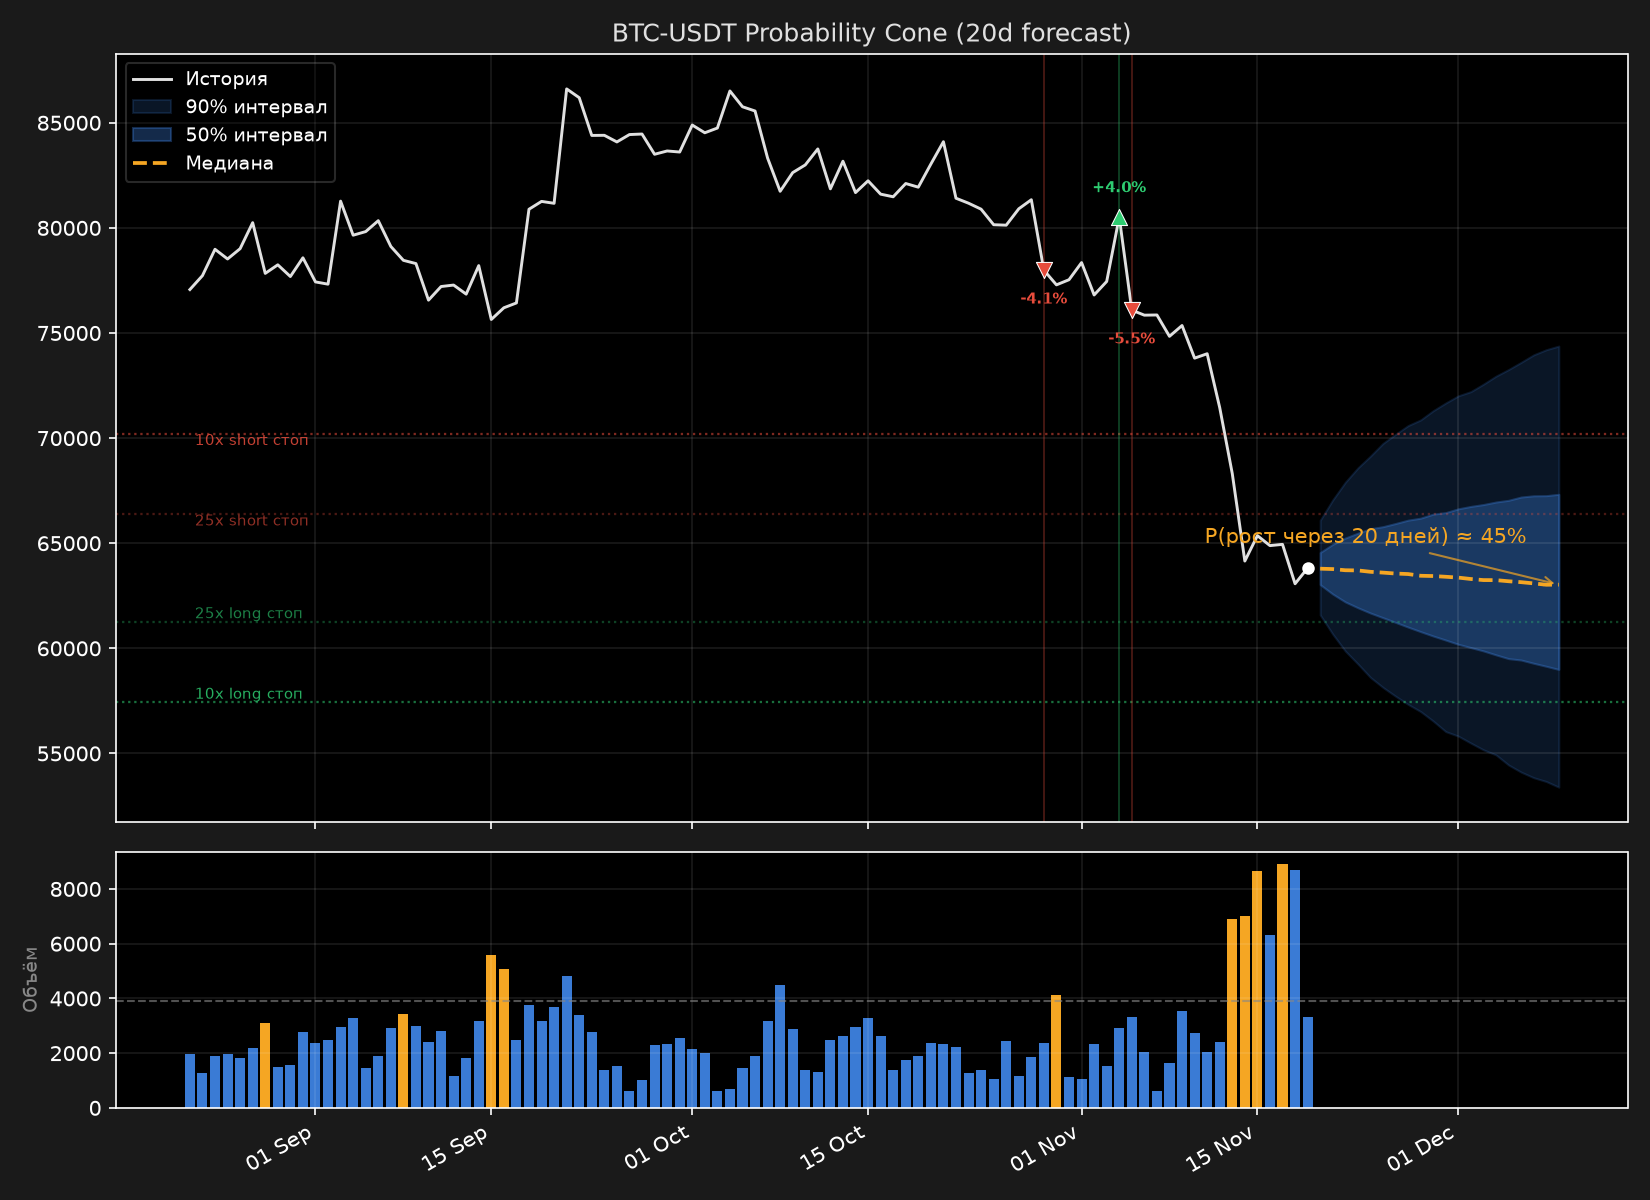 BTC-USDT Probability Cone (20d forecast)
История
90% интервал
50% интервал
Медиана
85000
80000
75000
70000
65000
60000
55000
+4.0%
-4.1%
-5.5%
10x short стоп
25x short стоп
P(рост через 20 дней) ≈ 45%
25x long стоп
10x long стоп
Объём
8000
6000
4000
2000
0
01 Sep
15 Sep
01 Oct
15 Oct
01 Nov
15 Nov
01 Dec